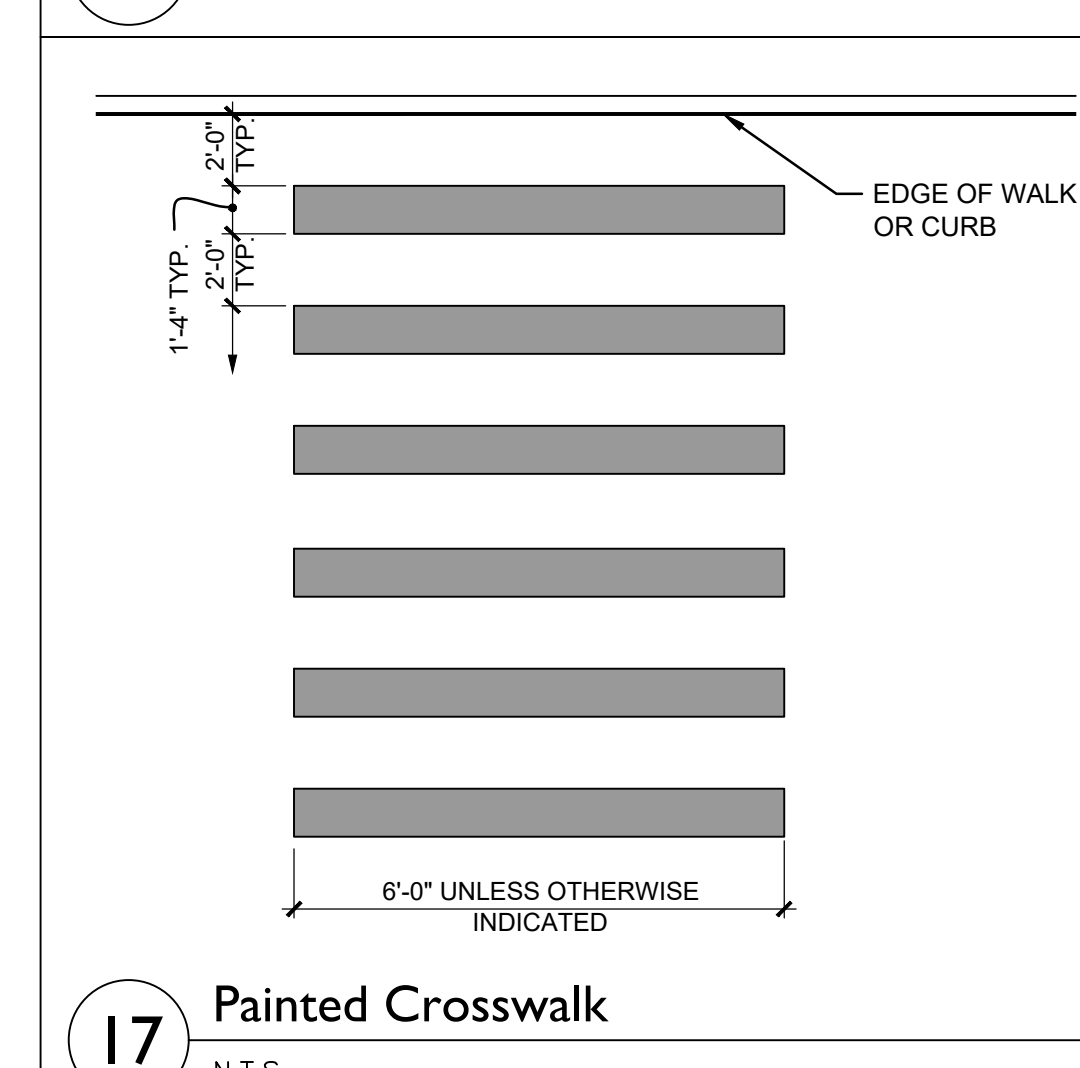 2'-0"
TYP.
EDGE OF WALK
OR CURB
1'-4" TYP.
2'-0"
TYP.
6'-0" UNLESS OTHERWISE
INDICATED
17
Painted Crosswalk
N.T.S.